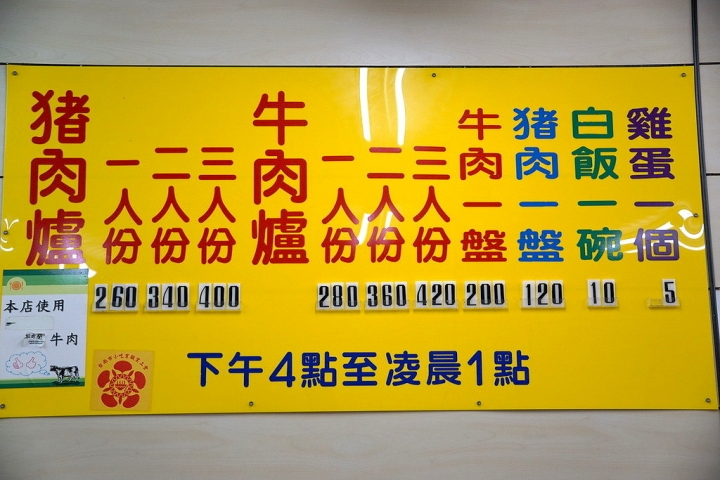 猪肉爐
一人份 260
二人份 340
三人份 400
牛肉爐
一人份 280
二人份 360
三人份 420
牛肉一盤 200
猪肉一盤 120
白飯一碗 10
雞蛋一個 5
下午4點至凌晨1點
本店使用
牛肉